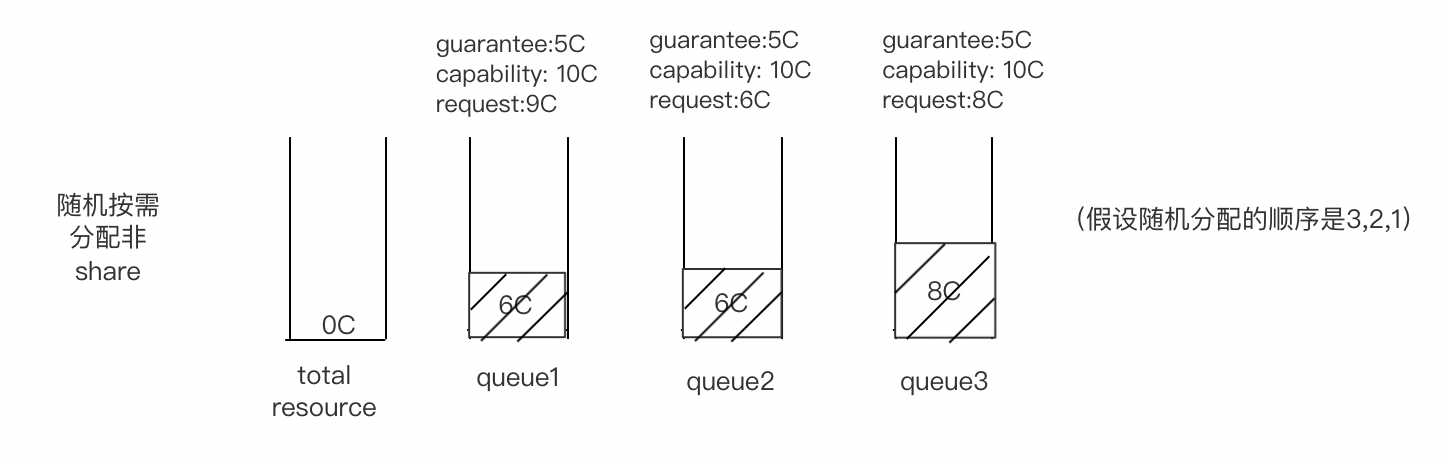 guarantee:5C
capability: 10C
request:9C
guarantee:5C
capability: 10C
request:6C
guarantee:5C
capability: 10C
request:8C
随机按需
分配非
share
（假设随机分配的顺序是3,2,1）
0C
6C
6C
8C
total
resource
queue1
queue2
queue3